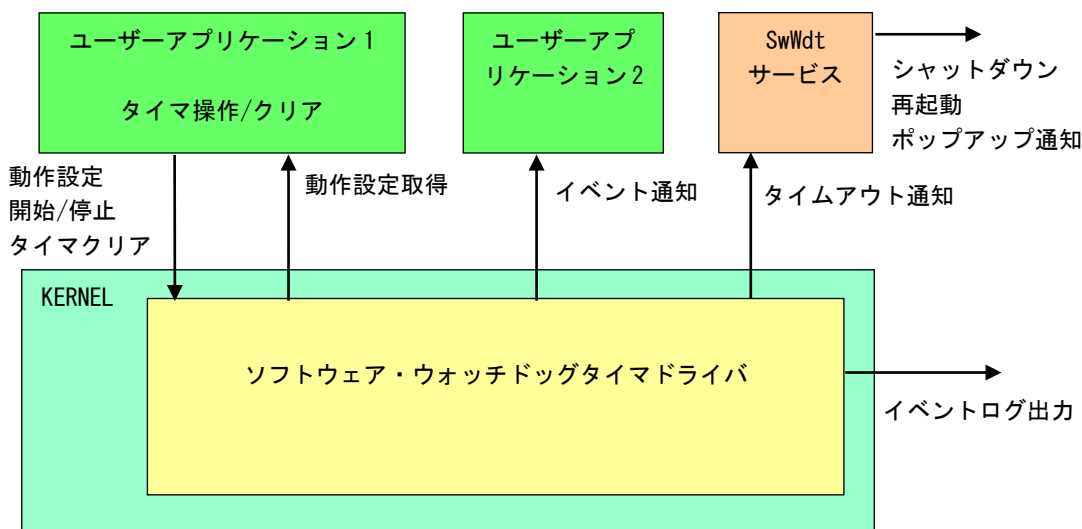 ユーザーアプリケーション1
タイマ操作/クリア
ユーザーアプ
リケーション2
SwWdt
サービス
シャットダウン
再起動
ポップアップ通知
動作設定
開始/停止
タイマクリア
動作設定取得
イベント通知
タイムアウト通知
KERNEL
ソフトウェア・ウォッチドッグタイマドライバ
イベントログ出力